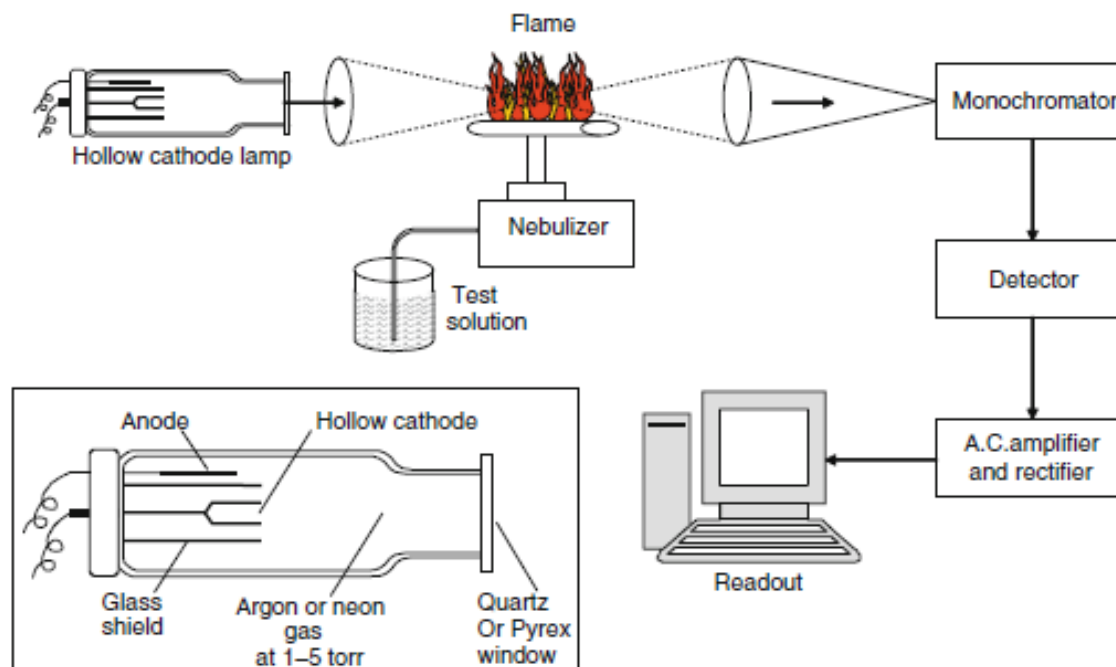 Flame
Hollow cathode lamp
Monochromator
Nebulizer
Test
solution
Detector
A.C.amplifier
and rectifier
Readout
Anode
Hollow cathode
Glass
shield
Argon or neon
gas
at 1–5 torr
Quartz
Or Pyrex
window